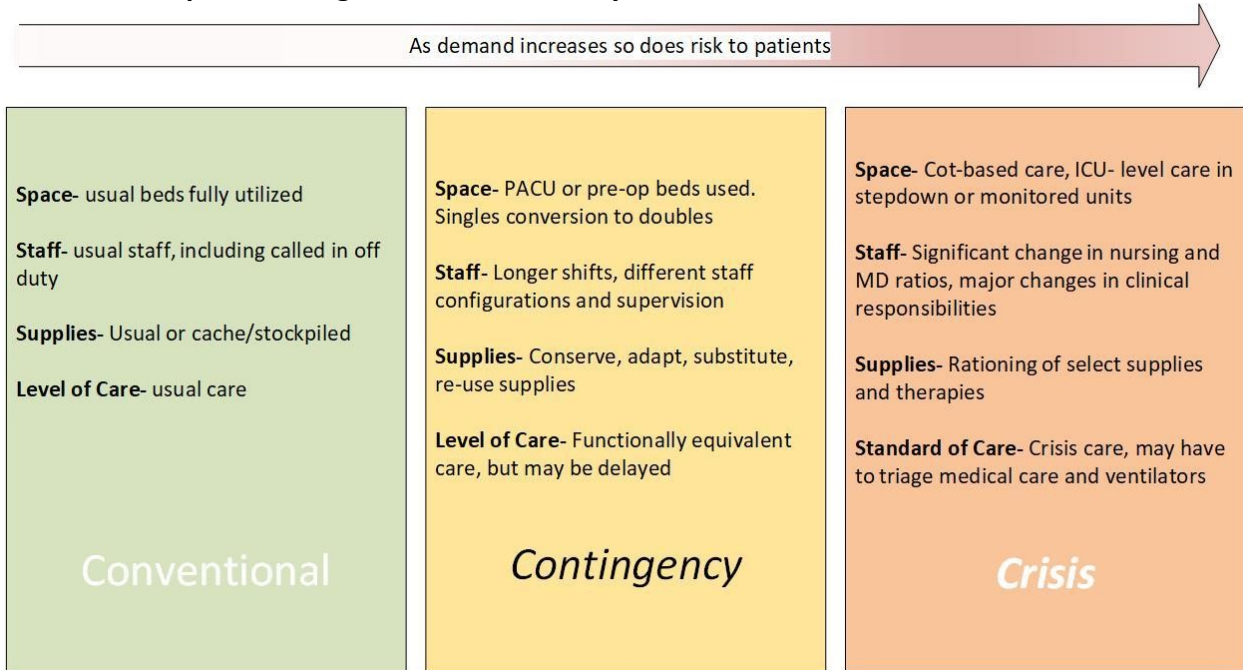 As demand increases so does risk to patients
Space- usual beds fully utilized
Staff- usual staff, including called in off
duty
Supplies- Usual or cache/stockpiled
Level of Care- usual care
Conventional
Space- PACU or pre-op beds used.
Singles conversion to doubles
Staff- Longer shifts, different staff
configurations and supervision
Supplies- Conserve, adapt, substitute,
re-use supplies
Level of Care- Functionally equivalent
care, but may be delayed
Contingency
Space- Cot-based care, ICU- level care in
stepdown or monitored units
Staff- Significant change in nursing and
MD ratios, major changes in clinical
responsibilities
Supplies- Rationing of select supplies
and therapies
Standard of Care- Crisis care, may have
to triage medical care and ventilators
Crisis